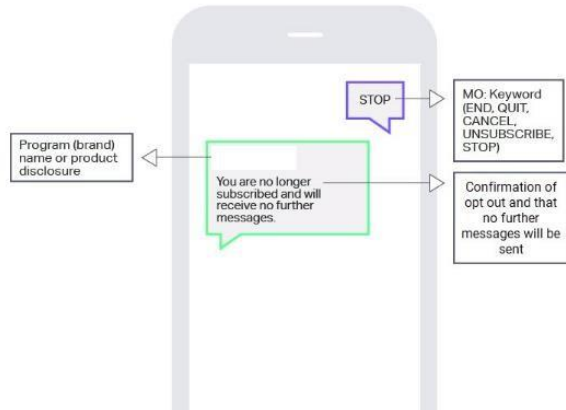 STOP
MO: Keyword
(END, QUIT,
CANCEL,
UNSUBSCRIBE,
STOP)
Program (brand)
name or product
disclosure
You are no longer
subscribed and will
receive no further
messages.
Confirmation of
opt out and that
no further
messages will be
sent